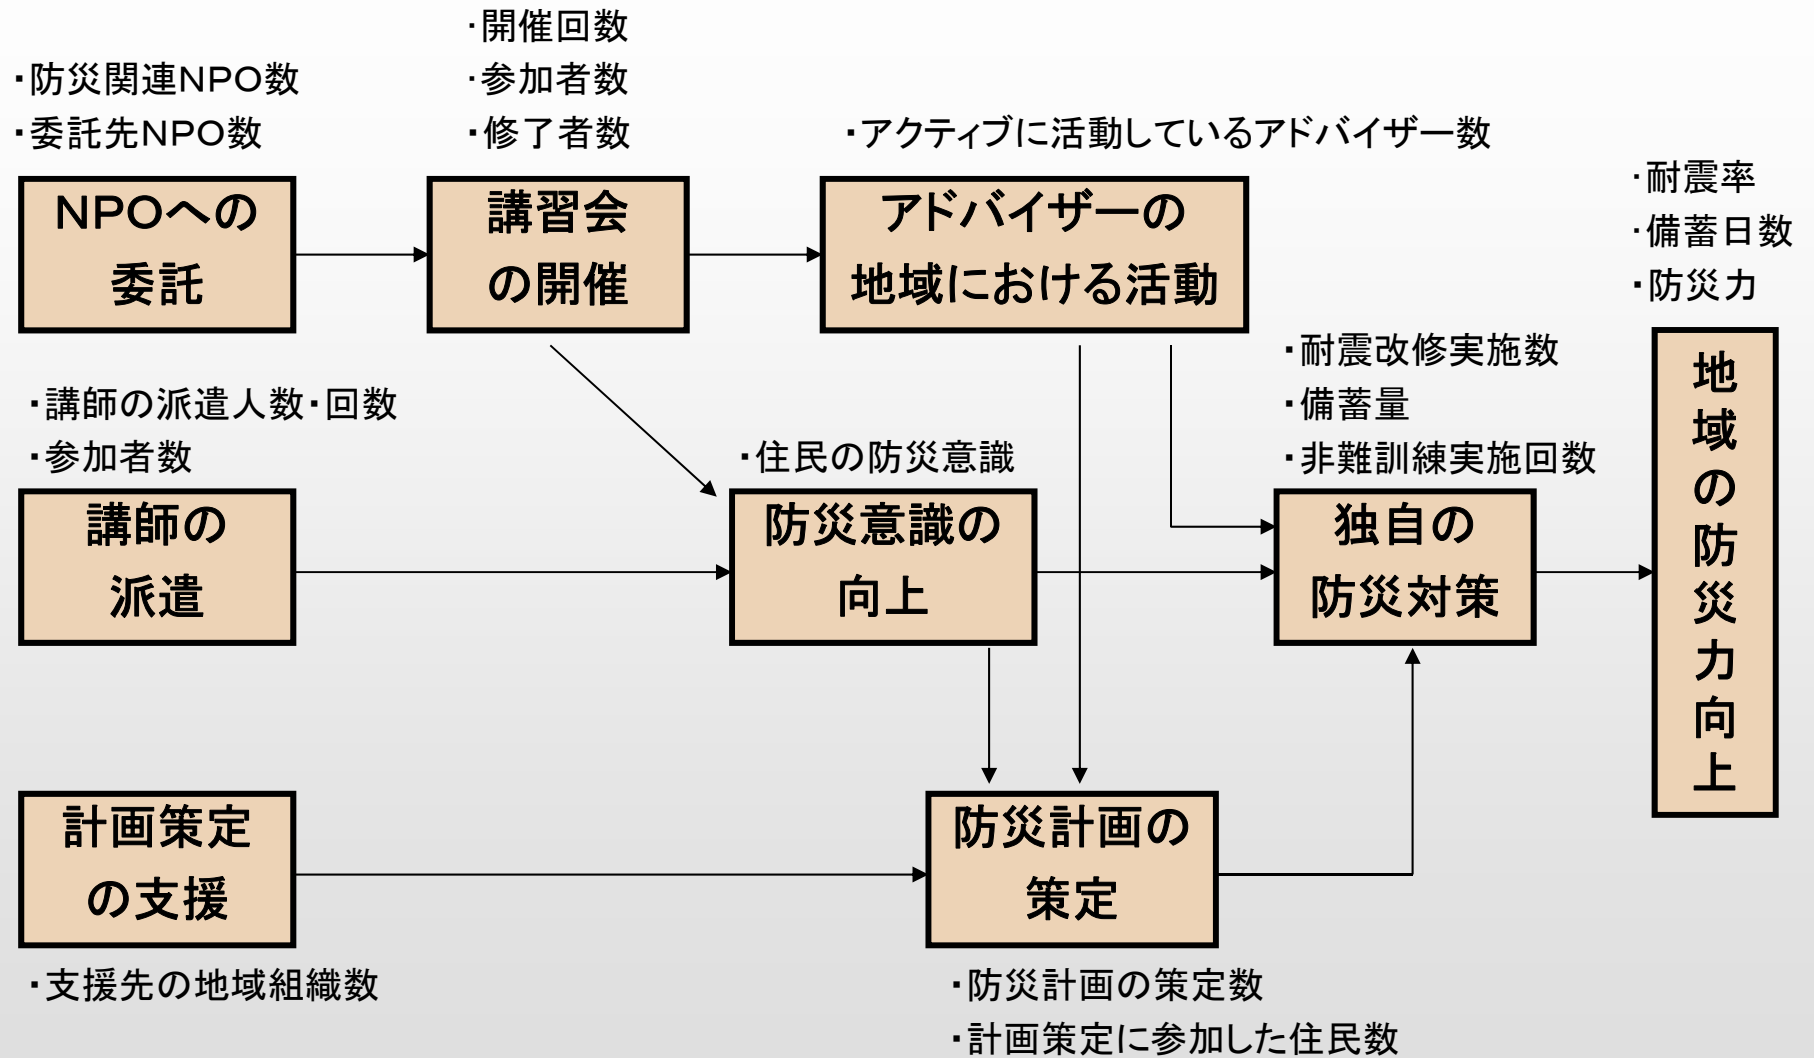 ・防災関連NPO数
・委託先NPO数
NPOへの
委託
・開催回数
・参加者数
・修了者数
講習会
の開催
・アクティブに活動しているアドバイザー数
アドバイザーの
地域における活動
・耐震率
・備蓄日数
・防災力
地域の防災力向上
・講師の派遣人数・回数
・参加者数
講師の
派遣
・住民の防災意識
防災意識の
向上
・耐震改修実施数
・備蓄量
・非難訓練実施回数
独自の
防災対策
計画策定
の支援
・支援先の地域組織数
防災計画の
策定
・防災計画の策定数
・計画策定に参加した住民数